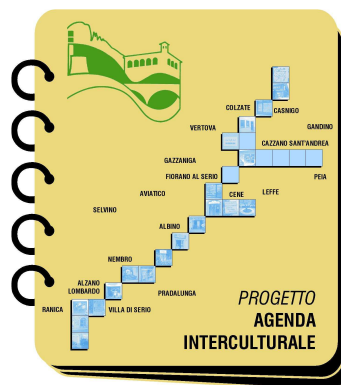 COLZATE
CASNIGO
VERTOVA
GANDINO
CAZZANO SANT'ANDREA
GAZZANIGA
FIORANO AL SERIO
PEIA
AVIATICO
CENE
LEFFE
SELVINO
ALBINO
NEMBRO
ALZANO
LOMBARDO
PRADALUNGA
RANICA
VILLA DI SERIO
PROGETTO
AGENDA
INTERCULTURALE